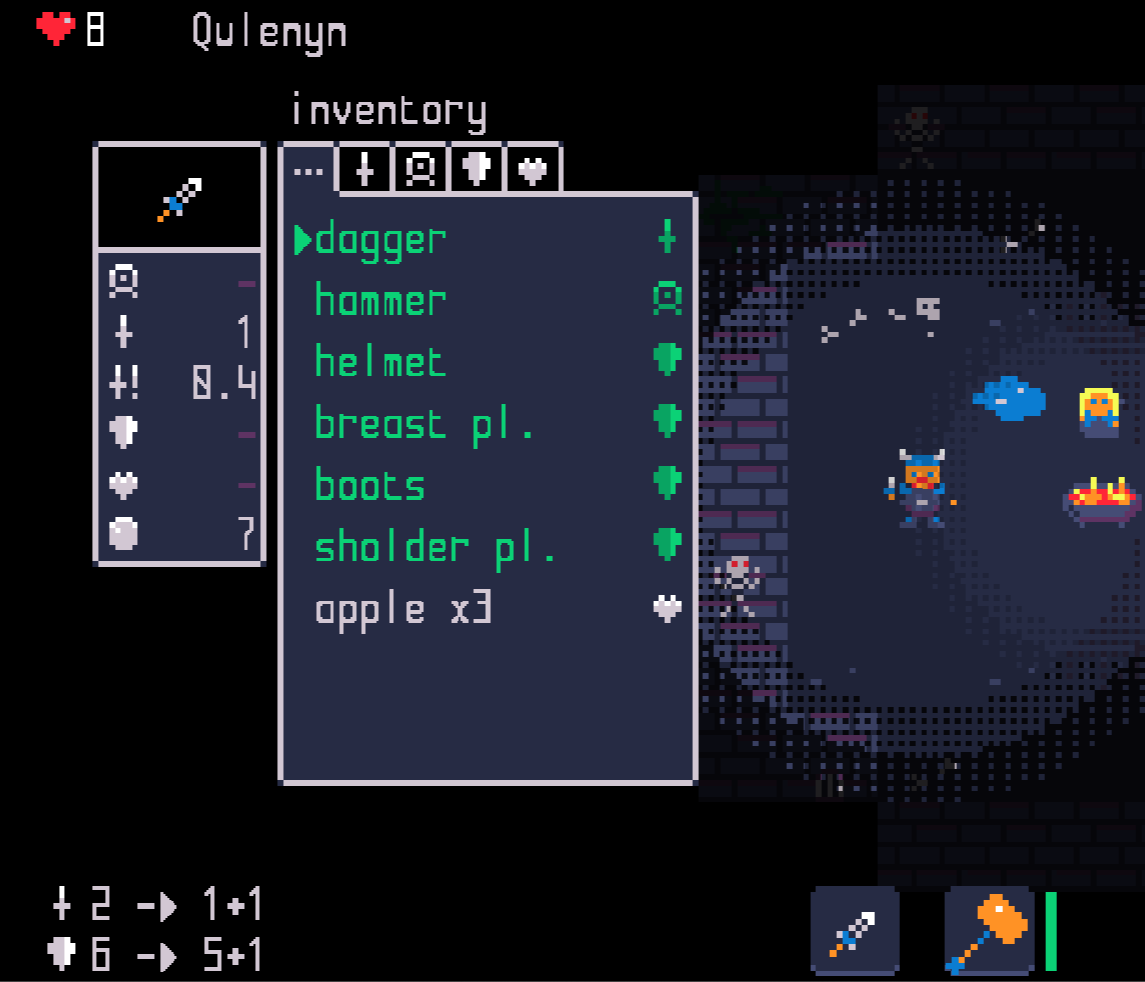 8 Qulenyn
inventory
...
dagger
hammer
helmet
breast pl.
boots
sholder pl.
apple x3
-
1
! 0.4
-
-
7
2 -> 1+1
6 -> 5+1